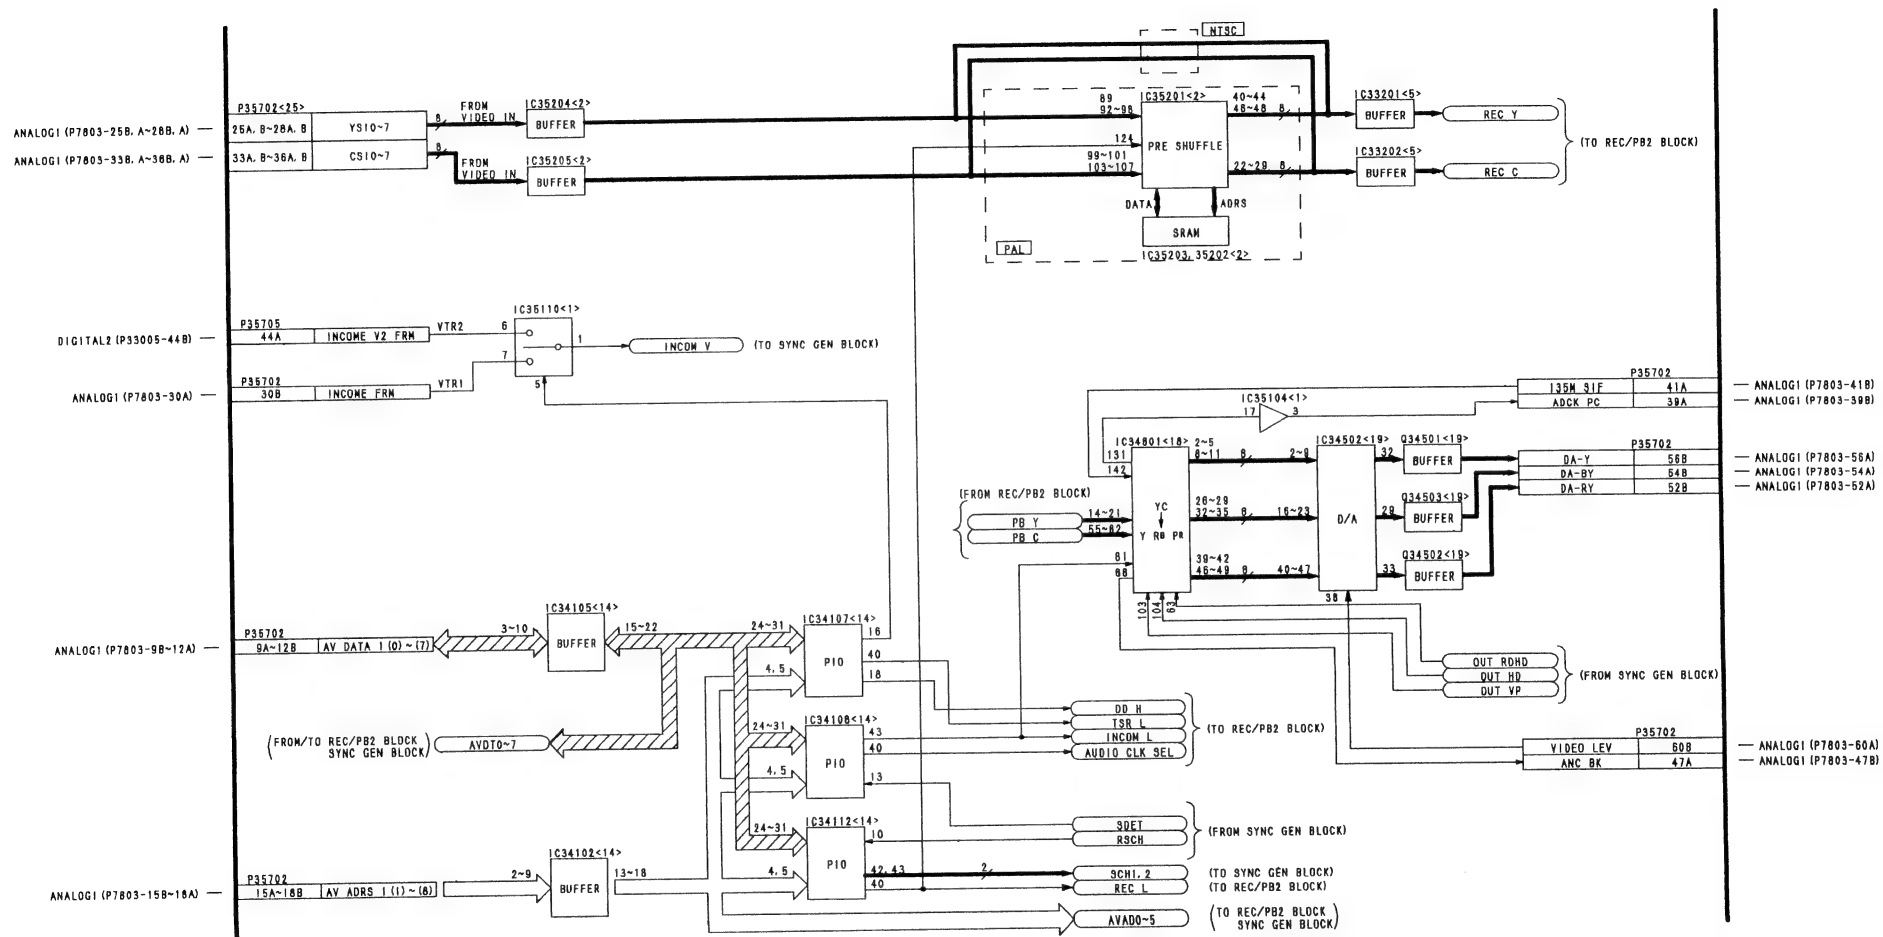 NTSC
P35702<25>
ANALOG1 (P7803-25B, A~28B, A)
25A, B~28A, B
YSI0~7
8
FROM
VIDEO IN
IC35204<2>
BUFFER
89
92~98
IC35201<2>
40~44
46~48
8
IC33201<5>
BUFFER
REC Y
ANALOG1 (P7803-33B, A~36B, A)
33A, B~36A, B
CSI0~7
8
FROM
VIDEO IN
IC35205<2>
BUFFER
124
PRE SHUFFLE
99~101
103~107
22~29
8
IC33202<5>
BUFFER
REC C
(TO REC/PB2 BLOCK)
DATA
ADRS
SRAM
IC35203, 35202<2>
PAL
IC35110<1>
P35705
DIGITAL2 (P33005-44B)
44A
INCOME V2 FRM
VTR2
6
7
1
5
INCOM V
(TO SYNC GEN BLOCK)
P35702
ANALOG1 (P7803-30A)
30B
INCOME FRM
VTR1
P35702
135M SIF
41A
ANALOG1 (P7803-41B)
ADCK PC
39A
ANALOG1 (P7803-39B)
IC35104<1>
17
3
IC34801<18>
131
142
2~5
8~11
8
2~9
IC34502<19>
32
Q34501<19>
BUFFER
P35702
DA-Y
56B
ANALOG1 (P7803-56A)
DA-BY
54B
ANALOG1 (P7803-54A)
DA-RY
52B
ANALOG1 (P7803-52A)
(FROM REC/PB2 BLOCK)
PB Y
14~21
PB C
55~62
YC
Y RB PR
26~29
32~35
8
16~23
D/A
29
Q34503<19>
BUFFER
81
88
39~42
46~49
8
40~47
33
Q34502<19>
BUFFER
103
104
63
38
OUT RDHD
OUT HD
OUT VP
(FROM SYNC GEN BLOCK)
P35702
VIDEO LEV
60B
ANALOG1 (P7803-60A)
ANC BK
47A
ANALOG1 (P7803-47B)
P35702
ANALOG1 (P7803-9B~12A)
9A~12B
AV DATA 1 (0)~(7)
3~10
IC34105<14>
BUFFER
15~22
24~31
IC34107<14>
PIO
4, 5
16
40
18
DD H
TSR L
INCOM L
AUDIO CLK SEL
(TO REC/PB2 BLOCK)
(FROM/TO REC/PB2 BLOCK
SYNC GEN BLOCK)
AVDT0~7
24~31
IC34108<14>
PIO
4, 5
43
40
13
SDET
RSCH
(FROM SYNC GEN BLOCK)
24~31
IC34112<14>
PIO
4, 5
10
42, 43
40
2
SCH1, 2
(TO SYNC GEN BLOCK)
REC L
(TO REC/PB2 BLOCK)
P35702
ANALOG1 (P7803-15B~18A)
15A~18B
AV ADRS 1 (1)~(8)
2~9
IC34102<14>
BUFFER
13~18
AVAD0~5
(TO REC/PB2 BLOCK
SYNC GEN BLOCK)